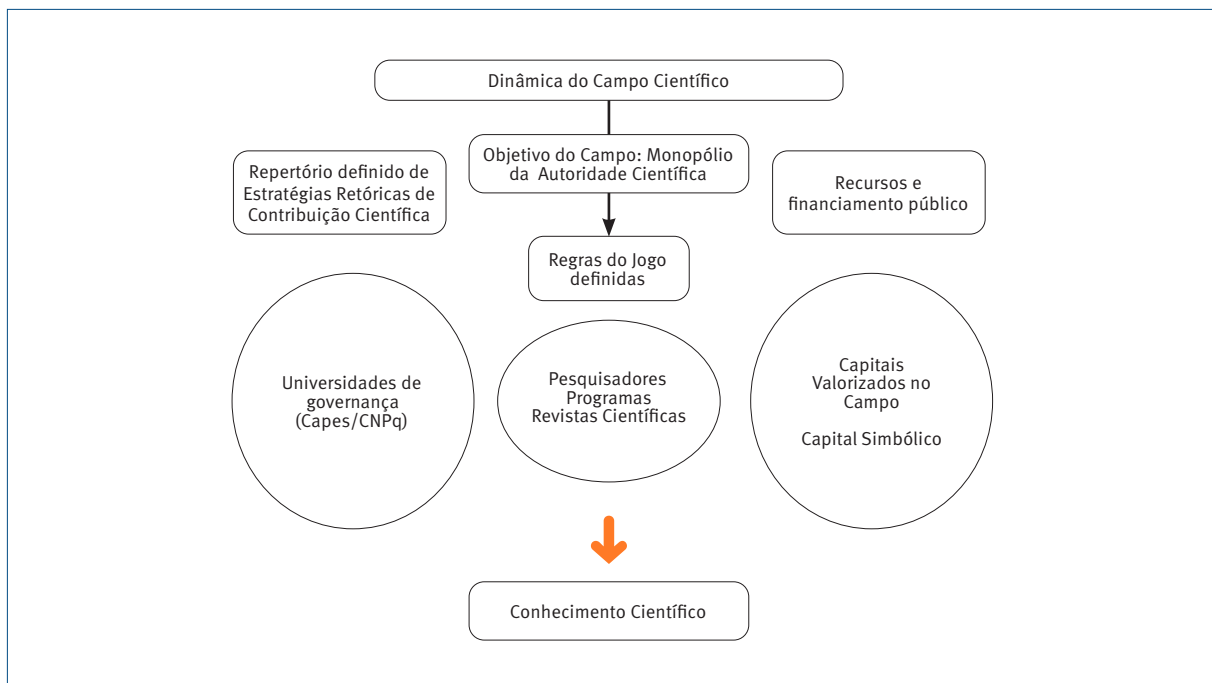 Dinâmica do Campo Científico
Repertório definido de
Estratégias Retóricas de
Contribuição Científica
Objetivo do Campo: Monopólio
da Autoridade Científica
Recursos e
financiamento público
Regras do Jogo
definidas
Universidades de
governança
(Capes/CNPq)
Pesquisadores
Programas
Revistas Científicas
Capitais
Valorizados no
Campo
Capital Simbólico
Conhecimento Científico